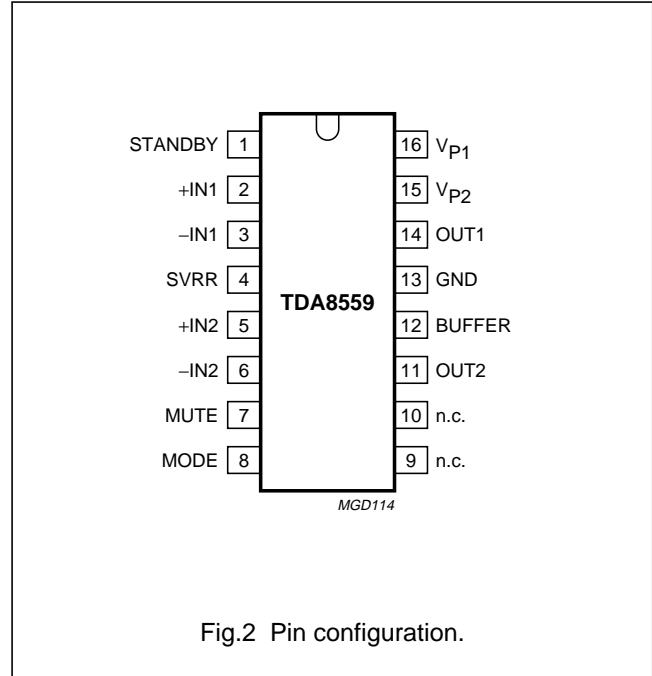 STANDBY 1 16 VP1
+IN1 2 15 VP2
−IN1 3 14 OUT1
SVRR 4 13 GND
TDA8559
+IN2 5 12 BUFFER
−IN2 6 11 OUT2
MUTE 7 10 n.c.
MODE 8 9 n.c.
MGD114
Fig.2 Pin configuration.